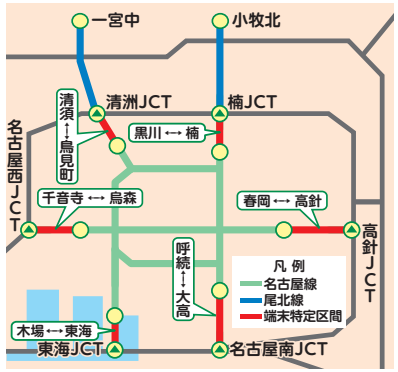 一宮中
小牧北
清洲JCT
楠JCT
清須↔鳥見町
黒川↔楠
名古屋西JCT
千音寺↔烏森
春岡↔高針
高針JCT
呼続↔大高
凡例
名古屋線
尾北線
端末特定区間
木場↔東海
東海JCT
名古屋南JCT